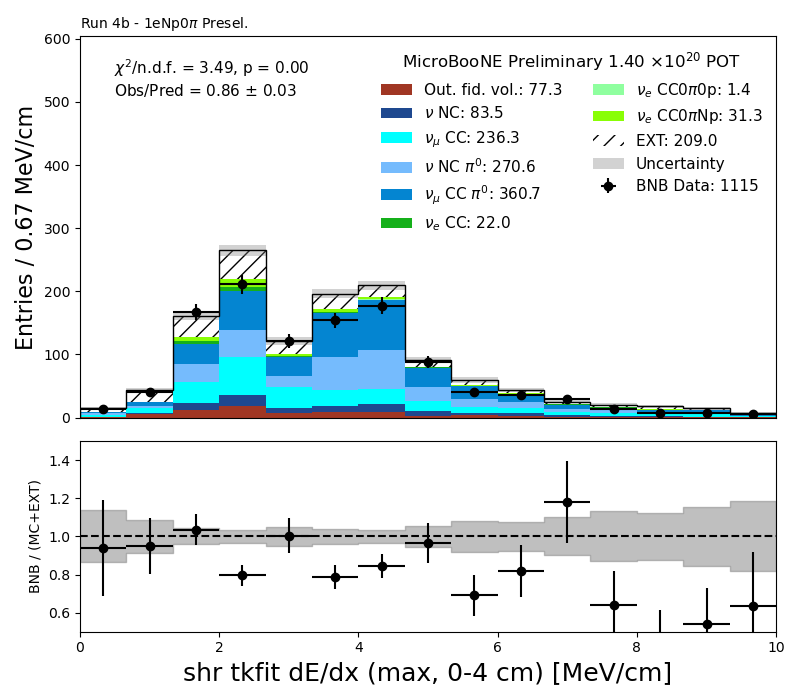 Run 4b - 1eNp0π Presel.
MicroBooNE Preliminary 1.40 ×10²⁰ POT
χ²/n.d.f. = 3.49, p = 0.00
Obs/Pred = 0.86 ± 0.03
Out. fid. vol.: 77.3
ν NC: 83.5
ν_μ CC: 236.3
ν NC π⁰: 270.6
ν_μ CC π⁰: 360.7
ν_e CC: 22.0
ν_e CC0π0p: 1.4
ν_e CC0πNp: 31.3
EXT: 209.0
Uncertainty
BNB Data: 1115
Entries / 0.67 MeV/cm
600
500
400
300
200
100
0
BNB / (MC+EXT)
1.4
1.2
1.0
0.8
0.6
0 2 4 6 8 10
shr tkfit dE/dx (max, 0-4 cm) [MeV/cm]